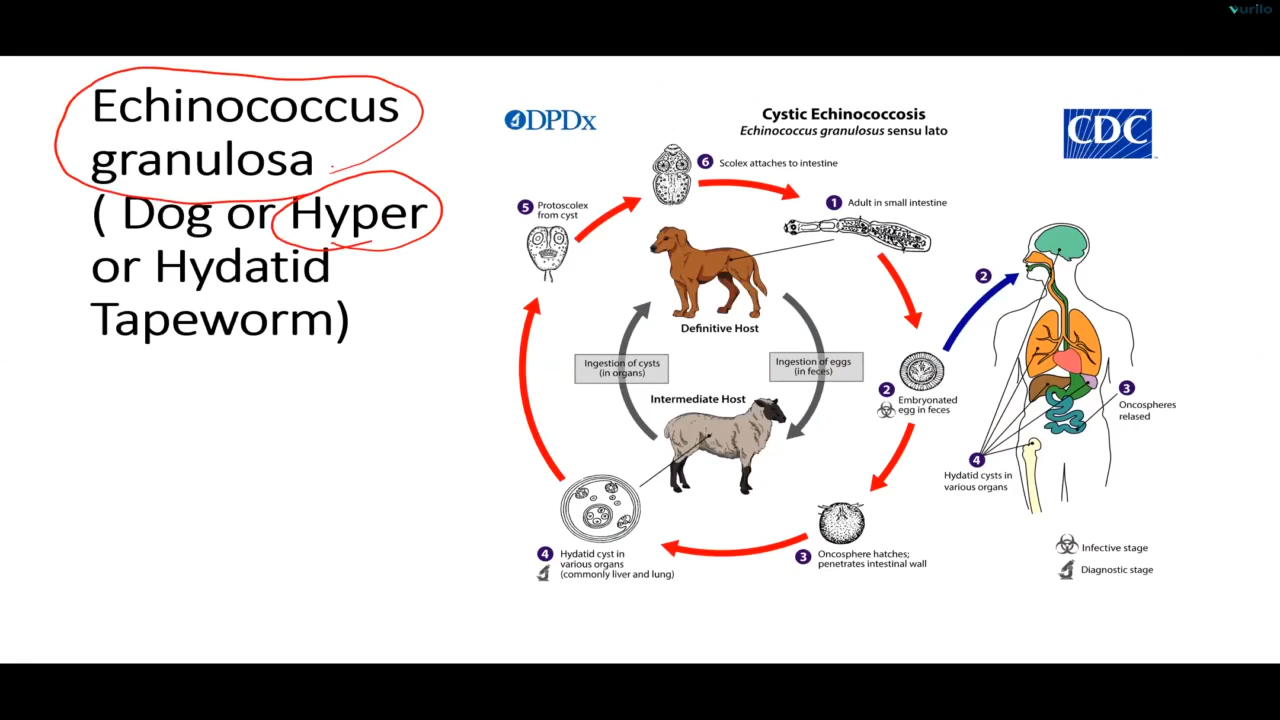 vurilo
Echinococcus
granulosa
( Dog or Hyper
or Hydatid
Tapeworm)
DPDx
Cystic Echinococcosis
Echinococcus granulosus sensu lato
CDC
6 Scolex attaches to intestine
5 Protoscolex
from cyst
1 Adult in small intestine
2
Definitive Host
Ingestion of cysts
(in organs)
Ingestion of eggs
(in feces)
Intermediate Host
2 Embryonated
egg in feces
3
Oncospheres
relased
4
Hydatid cysts in
various organs
4 Hydatid cyst in
various organs
(commonly liver and lung)
3 Oncosphere hatches;
penetrates intestinal wall
Infective stage
Diagnostic stage